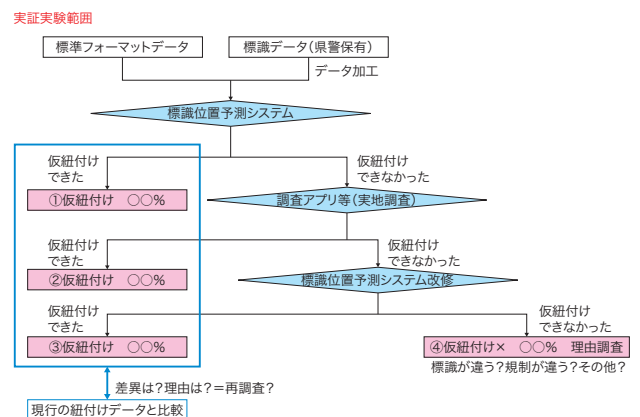 実証実験範囲
標準フォーマットデータ
標識データ(県警保有)
データ加工
標識位置予測システム
仮紐付け
できた
仮紐付け
できなかった
①仮紐付け ○○%
調査アプリ等(実地調査)
仮紐付け
できた
仮紐付け
できなかった
②仮紐付け ○○%
標識位置予測システム改修
仮紐付け
できた
仮紐付け
できなかった
③仮紐付け ○○%
④仮紐付け× ○○% 理由調査
標識が違う?規制が違う?その他?
差異は?理由は?=再調査?
現行の紐付けデータと比較